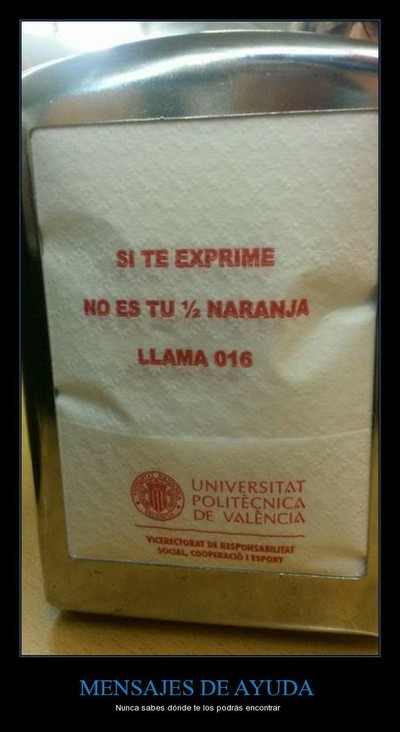 SI TE EXPRIME
NO ES TU ½ NARANJA
LLAMA 016
UNIVERSITAT
POLITÈCNICA
DE VALÈNCIA
VICERECTORAT DE RESPONSABILITAT
SOCIAL, COOPERACIÓ I ESPORT
MENSAJES DE AYUDA
Nunca sabes dónde te los podrás encontrar